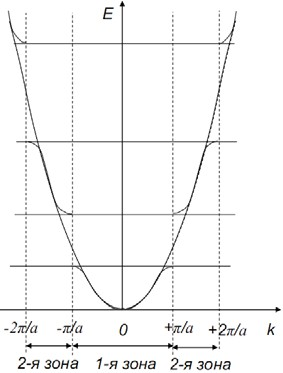 E
-2π/a -π/a 0 +π/a +2π/a k
2-я зона 1-я зона 2-я зона